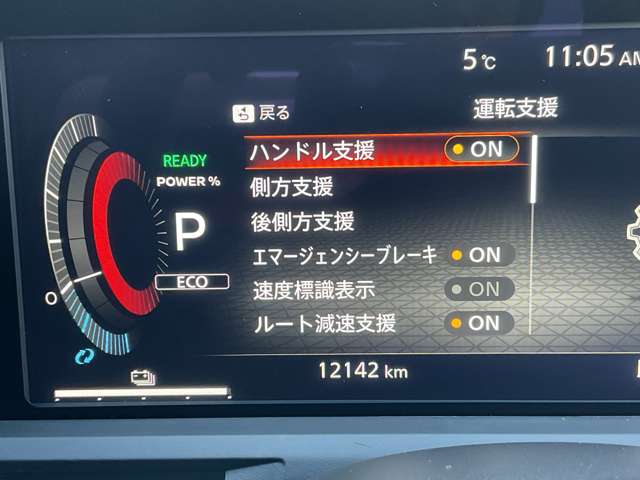 5℃ 11:05 AM
戻る 運転支援
READY
POWER %
P
ECO
0
ハンドル支援 ON
側方支援
後側方支援
エマージェンシーブレーキ ON
速度標識表示 ON
ルート減速支援 ON
12142 km